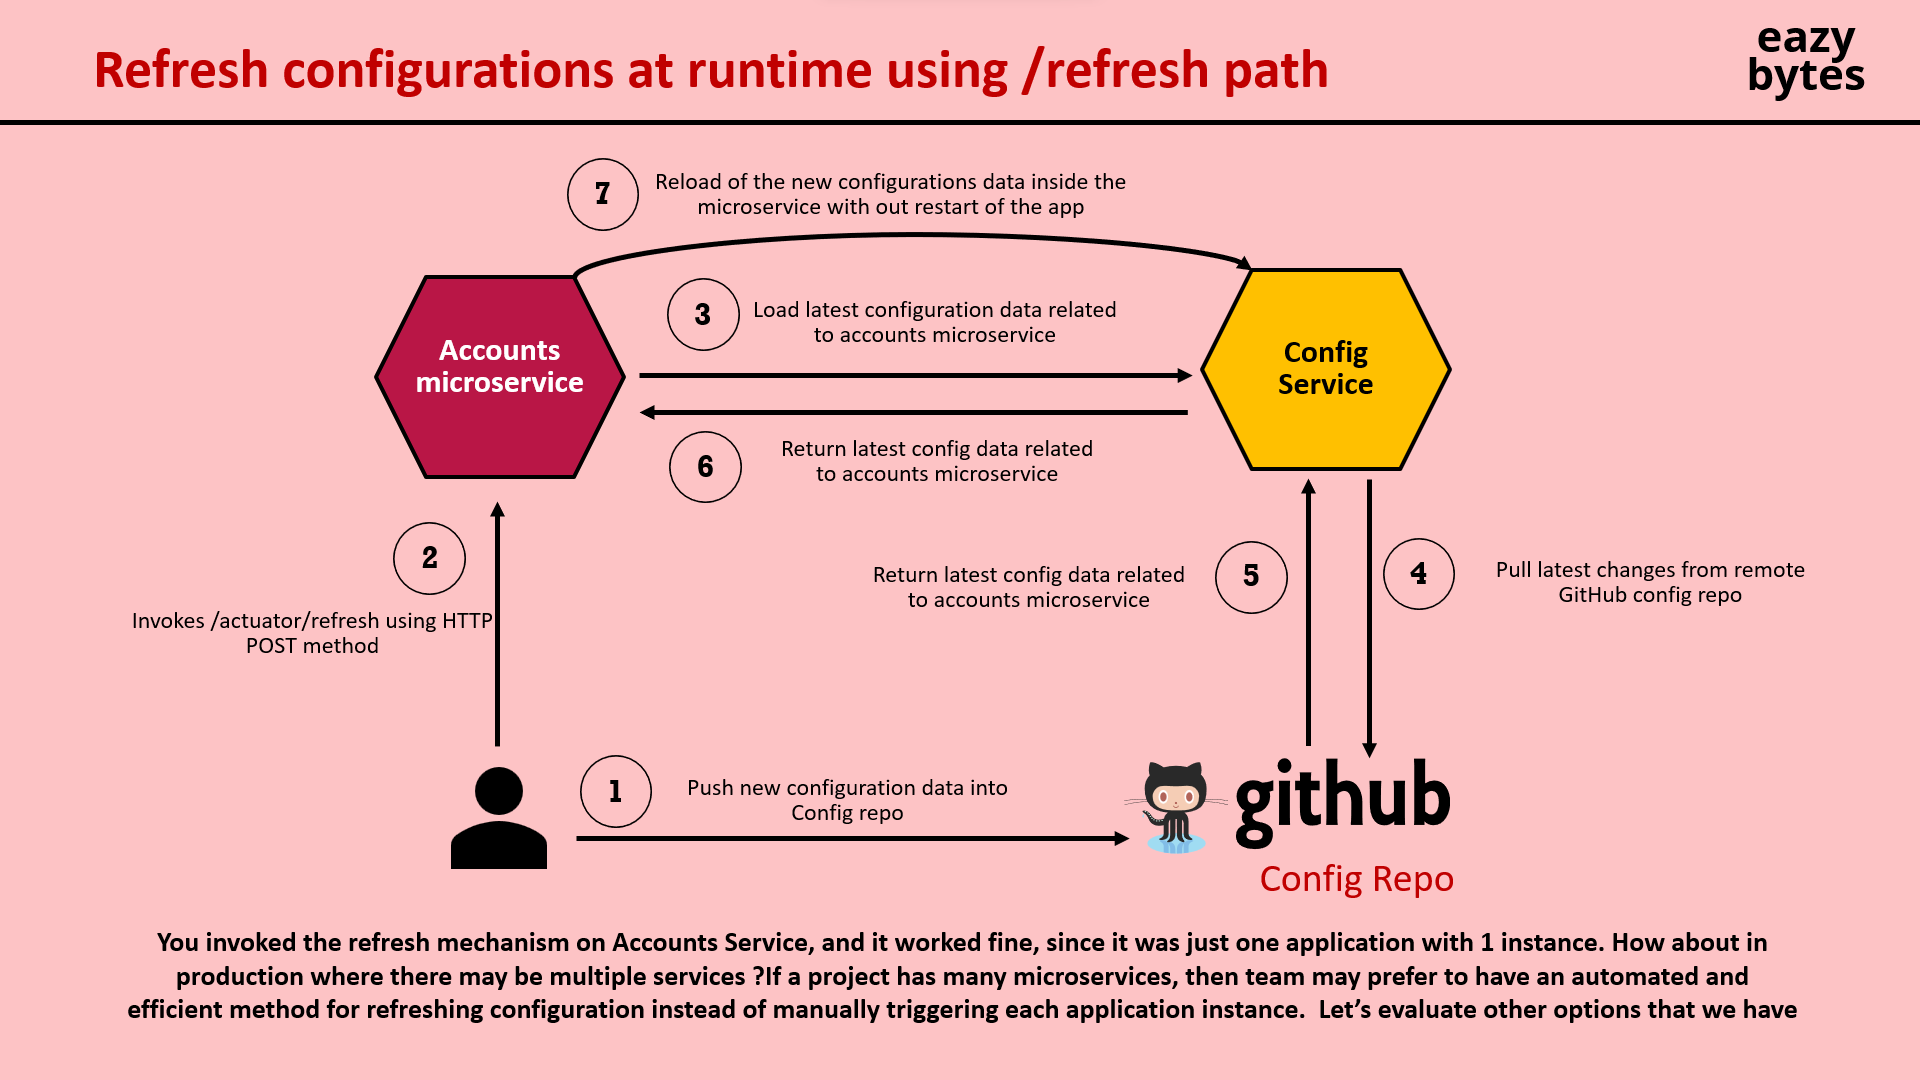 Refresh configurations at runtime using /refresh path
eazy
bytes
7
Reload of the new configurations data inside the
microservice with out restart of the app
3
Load latest configuration data related
to accounts microservice
Accounts
microservice
Config
Service
6
Return latest config data related
to accounts microservice
2
Invokes /actuator/refresh using HTTP
POST method
Return latest config data related
to accounts microservice
5
4
Pull latest changes from remote
GitHub config repo
1
Push new configuration data into
Config repo
github
Config Repo
You invoked the refresh mechanism on Accounts Service, and it worked fine, since it was just one application with 1 instance. How about in
production where there may be multiple services ?If a project has many microservices, then team may prefer to have an automated and
efficient method for refreshing configuration instead of manually triggering each application instance.  Let’s evaluate other options that we have